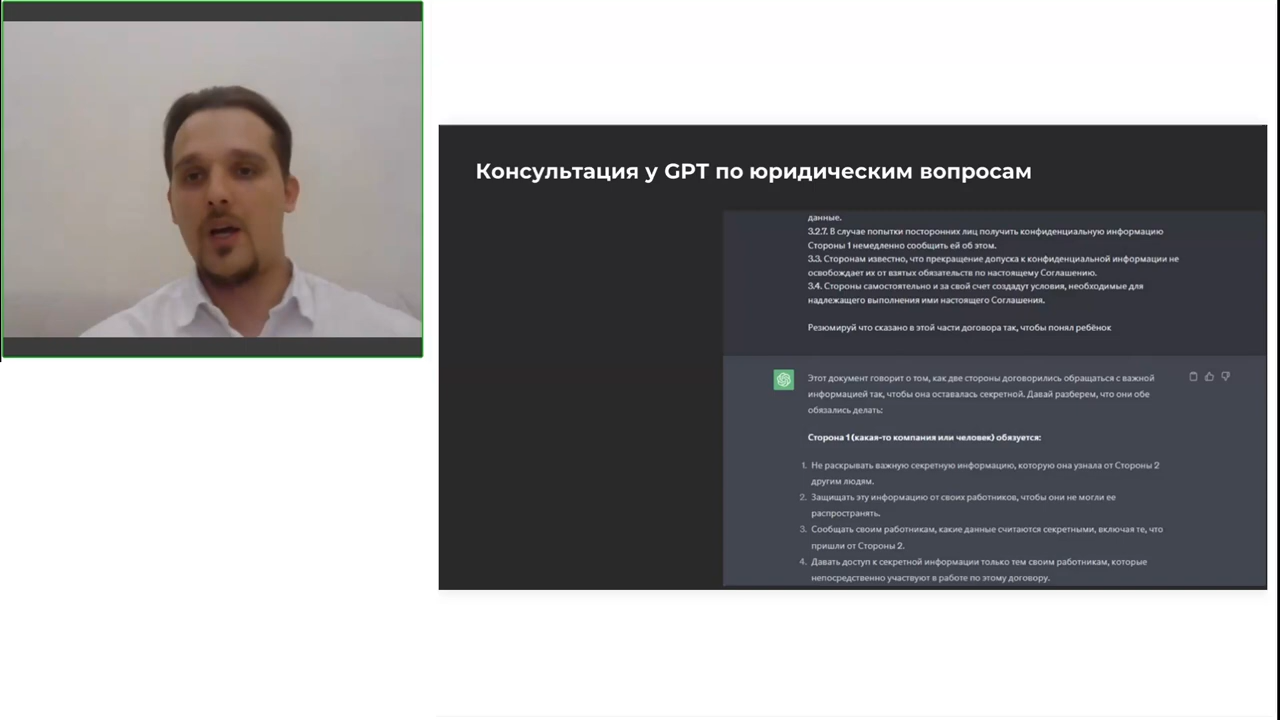 Консультация у GPT по юридическим вопросам
данные.
3.2.7. В случае попытки посторонних лиц получить конфиденциальную информацию
Стороны 1 немедленно сообщить ей об этом.
3.3. Сторонам известно, что прекращение допуска к конфиденциальной информации не
освобождает их от взятых обязательств по настоящему Соглашению.
3.4. Стороны самостоятельно и за свой счет создадут условия, необходимые для
надлежащего выполнения ими настоящего Соглашения.
Резюмируй что сказано в этой части договора так, чтобы понял ребёнок
Этот документ говорит о том, как две стороны договорились обращаться с важной
информацией так, чтобы она оставалась секретной. Давай разберем, что они обе
обязались делать:
Сторона 1 (какая-то компания или человек) обязуется:
1. Не раскрывать важную секретную информацию, которую она узнала от Стороны 2
другим людям.
2. Защищать эту информацию от своих работников, чтобы они не могли ее
распространять.
3. Сообщать своим работникам, какие данные считаются секретными, включая те, что
пришли от Стороны 2.
4. Давать доступ к секретной информации только тем своим работникам, которые
непосредственно участвуют в работе по этому договору.